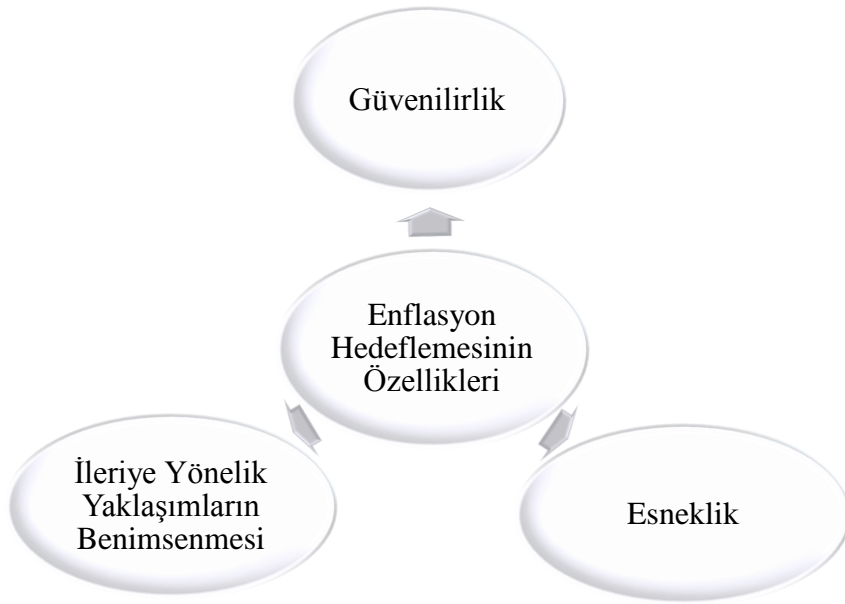 Güvenilirlik
Enflasyon
Hedeflemesinin
Özellikleri
İleriye Yönelik
Yaklaşımların
Benimsenmesi
Esneklik